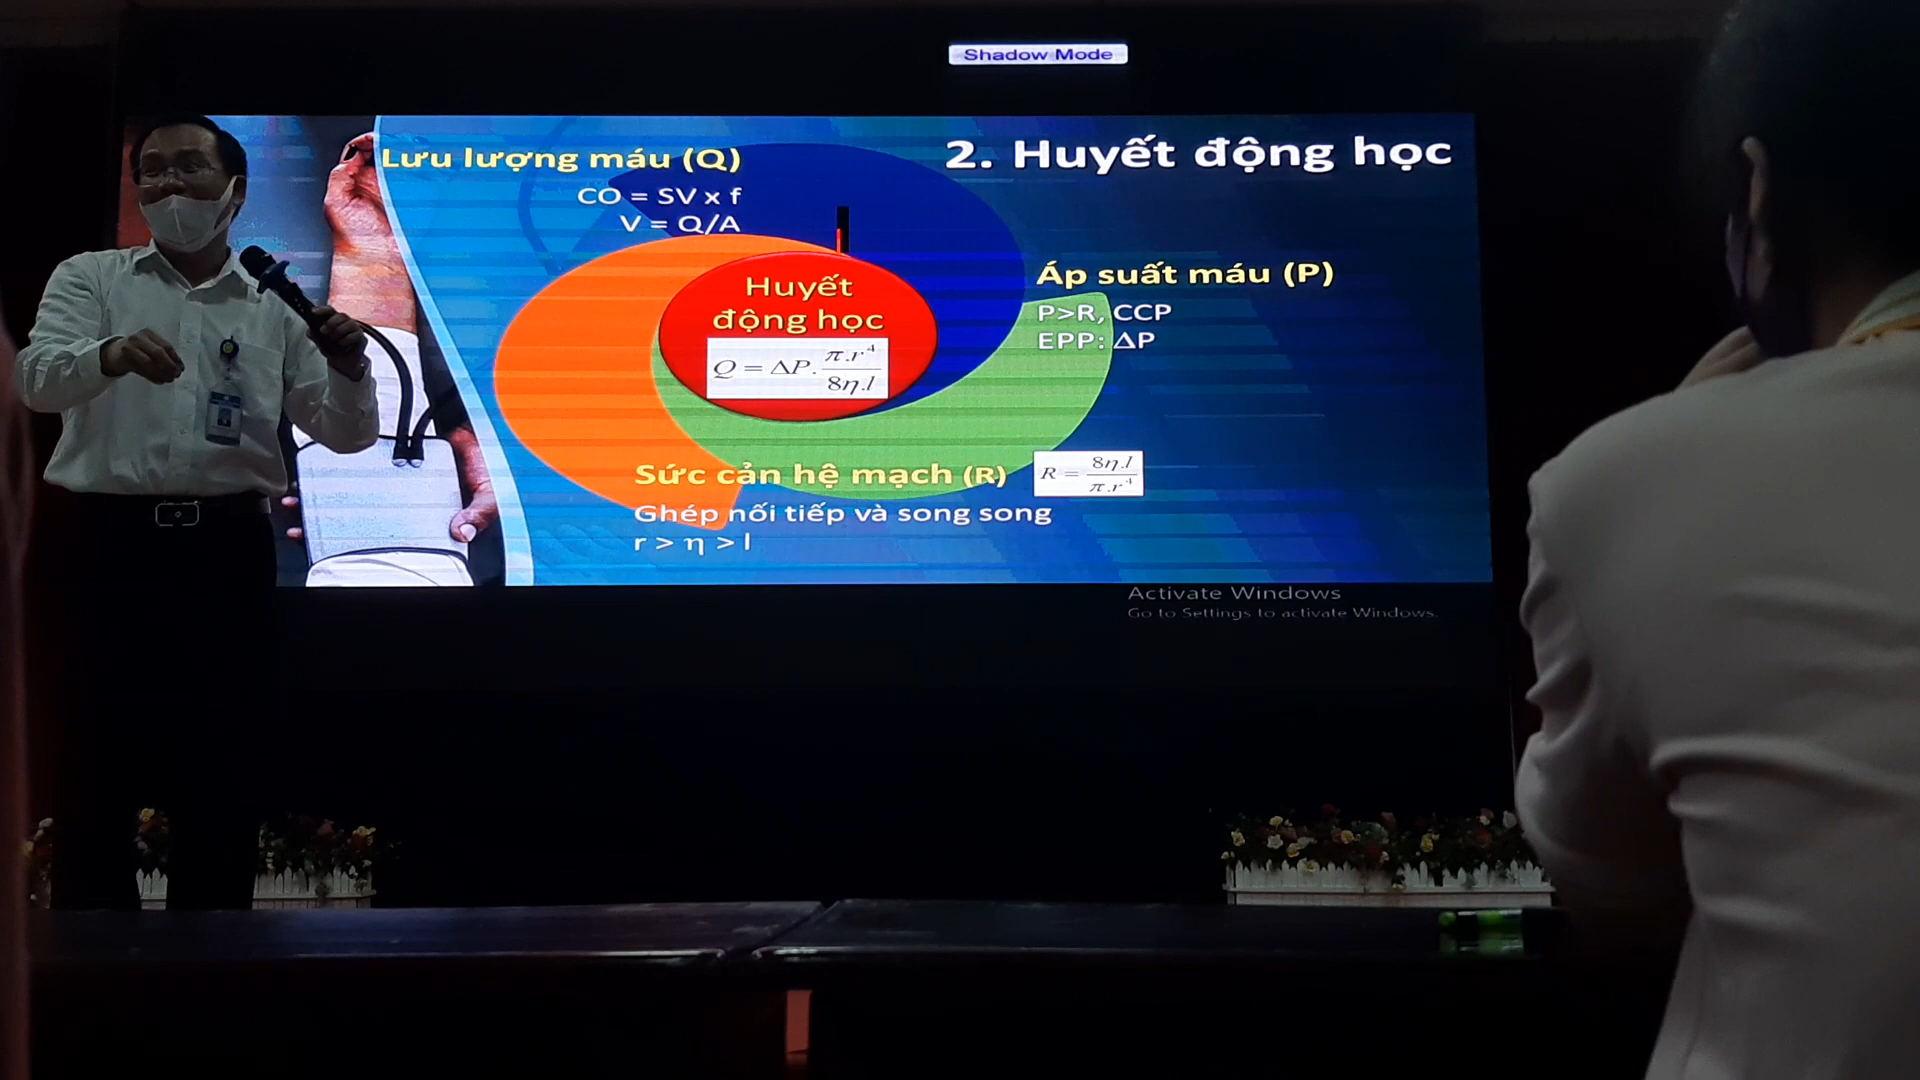 Shadow Mode
2. Huyết động học
Lưu lượng máu (Q)
CO = SV x f
V = Q/A
Huyết
động học
Q = ΔP. π.r⁴ / 8η.l
Áp suất máu (P)
P>R, CCP
EPP: ΔP
Sức cản hệ mạch (R)
R = 8η.l / π.r⁴
Ghép nối tiếp và song song
r > η > l
Activate Windows
Go to Settings to activate Windows.